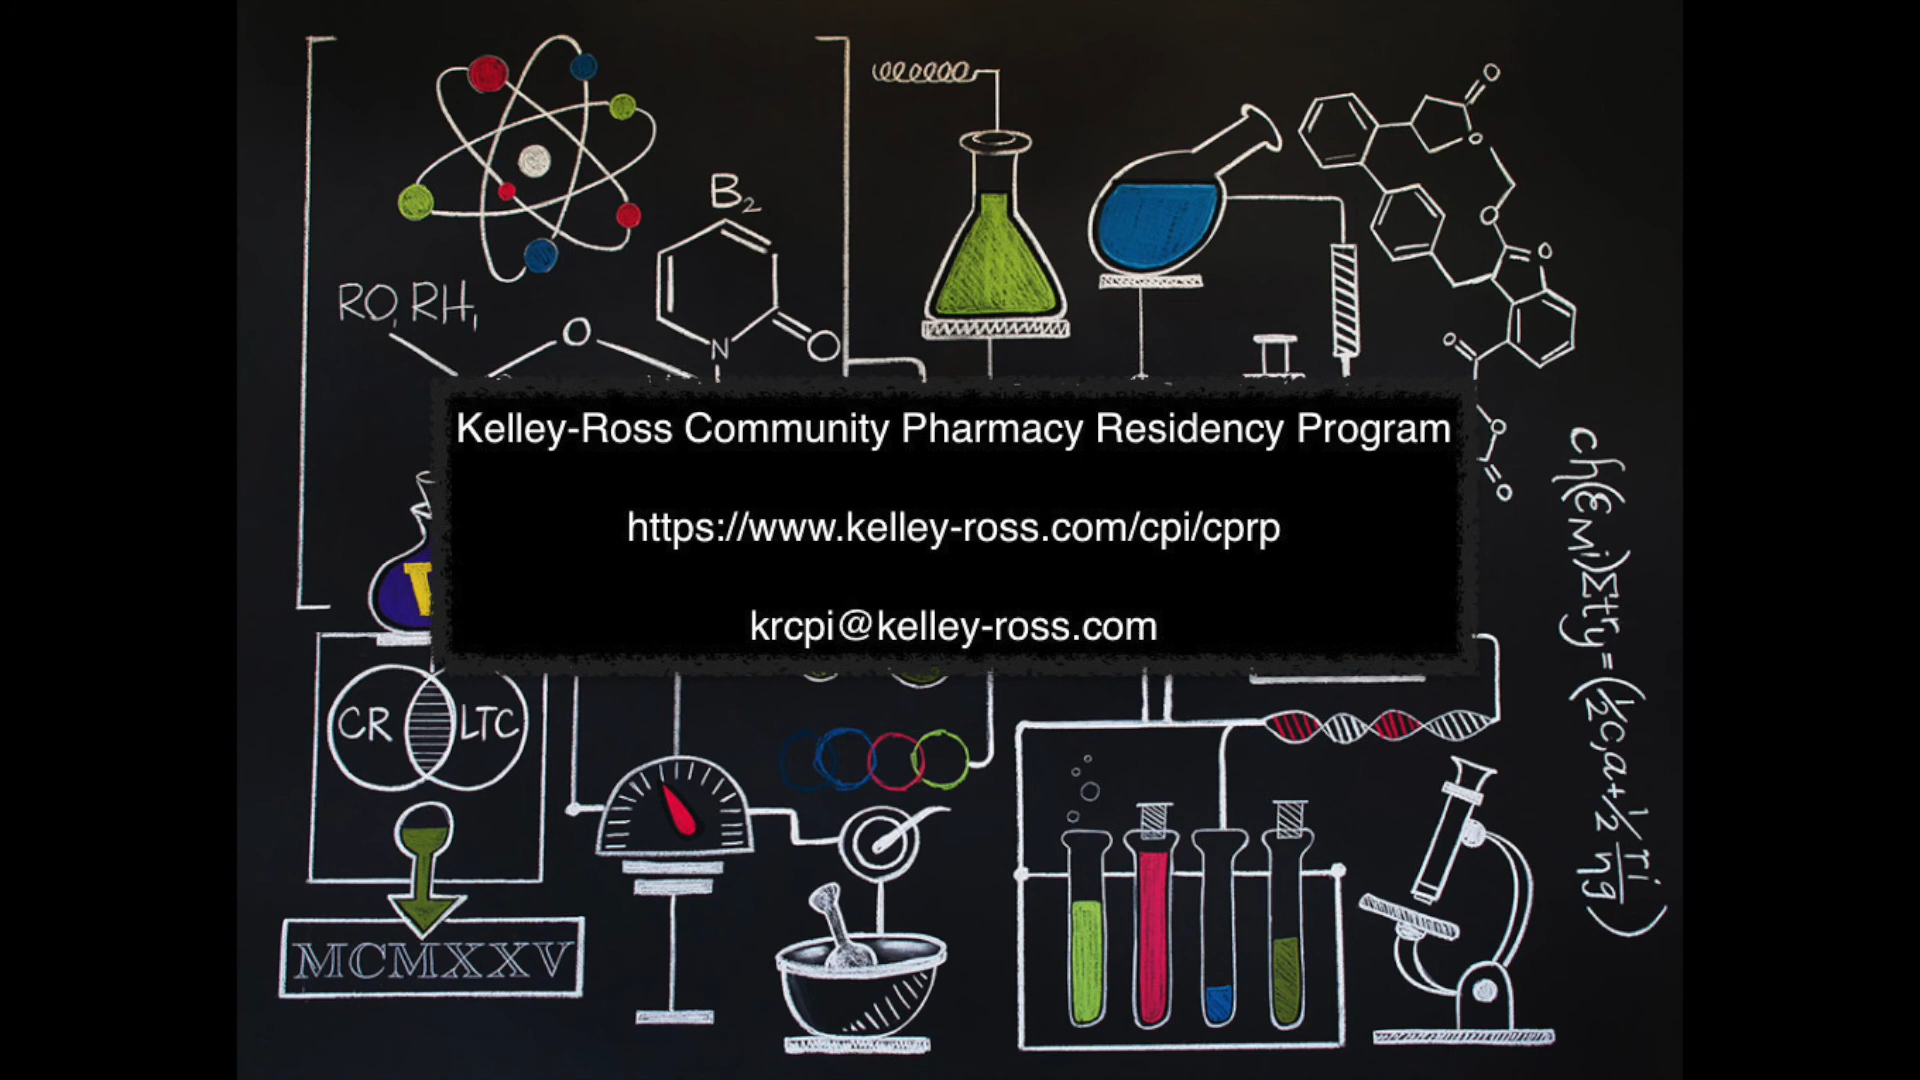 B2
RO, RH,
O
N
O
O
O
O
O
O
O
O
Kelley-Ross Community Pharmacy Residency Program
https://www.kelley-ross.com/cpi/cprp
krcpi@kelley-ross.com
CR LTC
MCMXXV